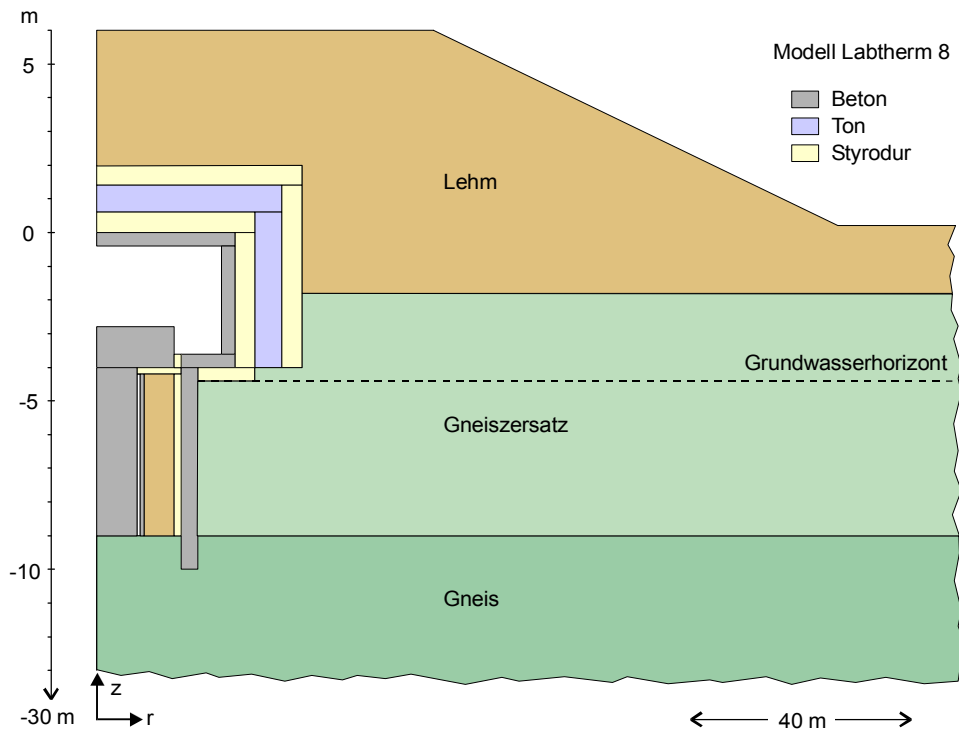 m
5
0
-5
-10
-30 m
Modell Labtherm 8
Beton
Ton
Styrodur
Lehm
Grundwasserhorizont
Gneiszersatz
Gneis
z
r
40 m